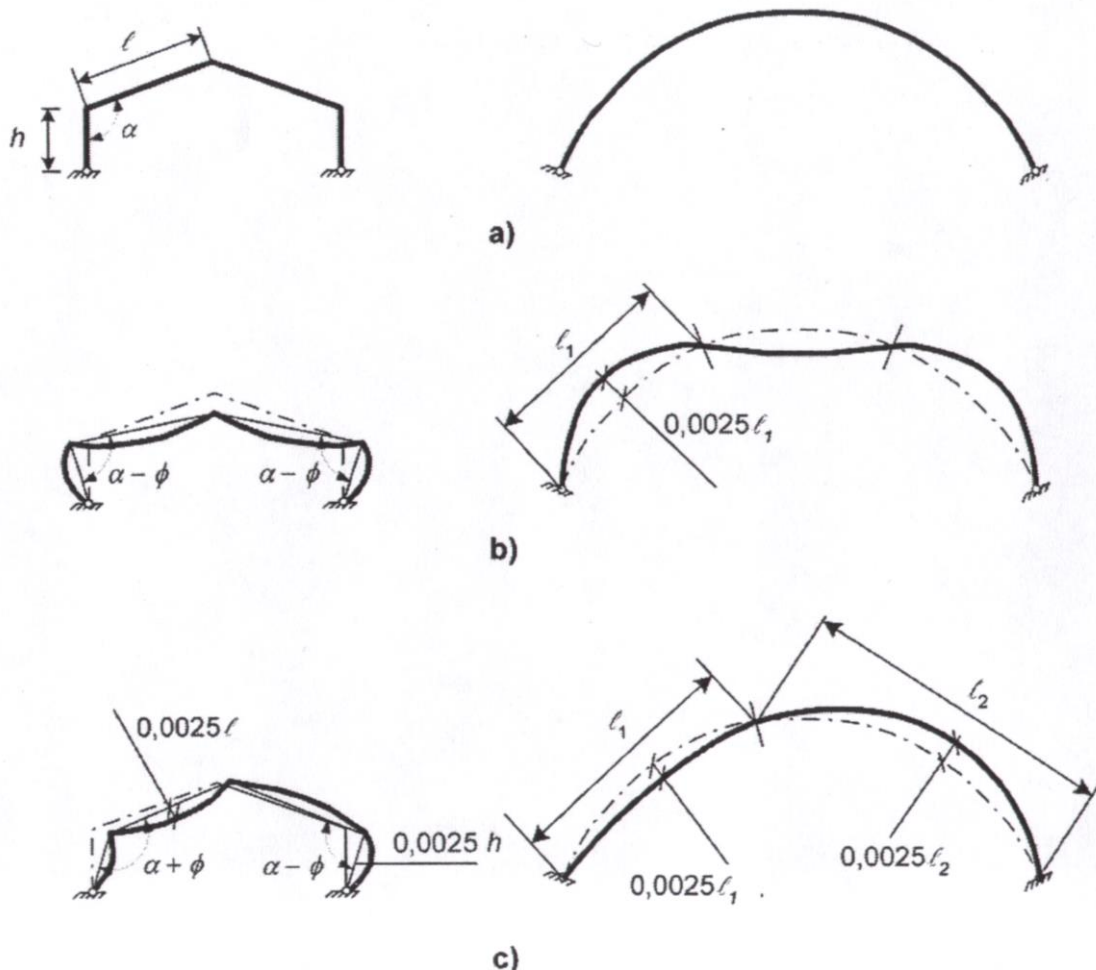 ℓ
h
α
a)
α − ϕ
α − ϕ
ℓ₁
0,0025ℓ₁
b)
0,0025ℓ
α + ϕ
α − ϕ
0,0025 h
ℓ₁
ℓ₂
0,0025ℓ₁
0,0025ℓ₂
c)